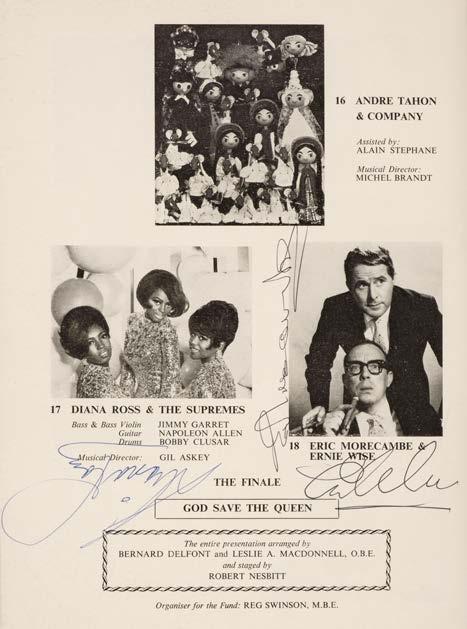 16 ANDRE TAHON
& COMPANY
Assisted by:
ALAIN STEPHANE
Musical Director:
MICHEL BRANDT
17 DIANA ROSS & THE SUPREMES
Bass & Bass Violin JIMMY GARRET
Guitar NAPOLEON ALLEN
Drums BOBBY CLUSAR
Musical Director: GIL ASKEY
18 ERIC MORECAMBE &
ERNIE WISE
THE FINALE
GOD SAVE THE QUEEN
The entire presentation arranged by
BERNARD DELFONT and LESLIE A. MACDONNELL, O.B.E.
and staged by
ROBERT NESBITT
Organiser for the Fund: REG SWINSON, M.B.E.